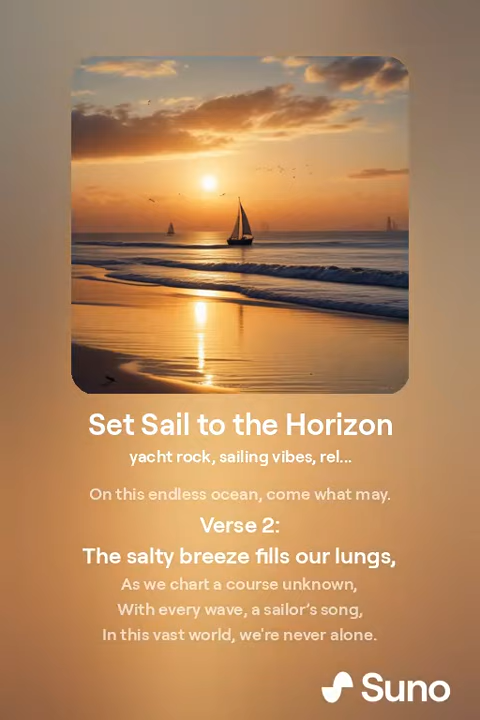 Set Sail to the Horizon
yacht rock, sailing vibes, rel...
On this endless ocean, come what may.
Verse 2:
The salty breeze fills our lungs,
As we chart a course unknown,
With every wave, a sailor's song,
In this vast world, we're never alone.
Suno